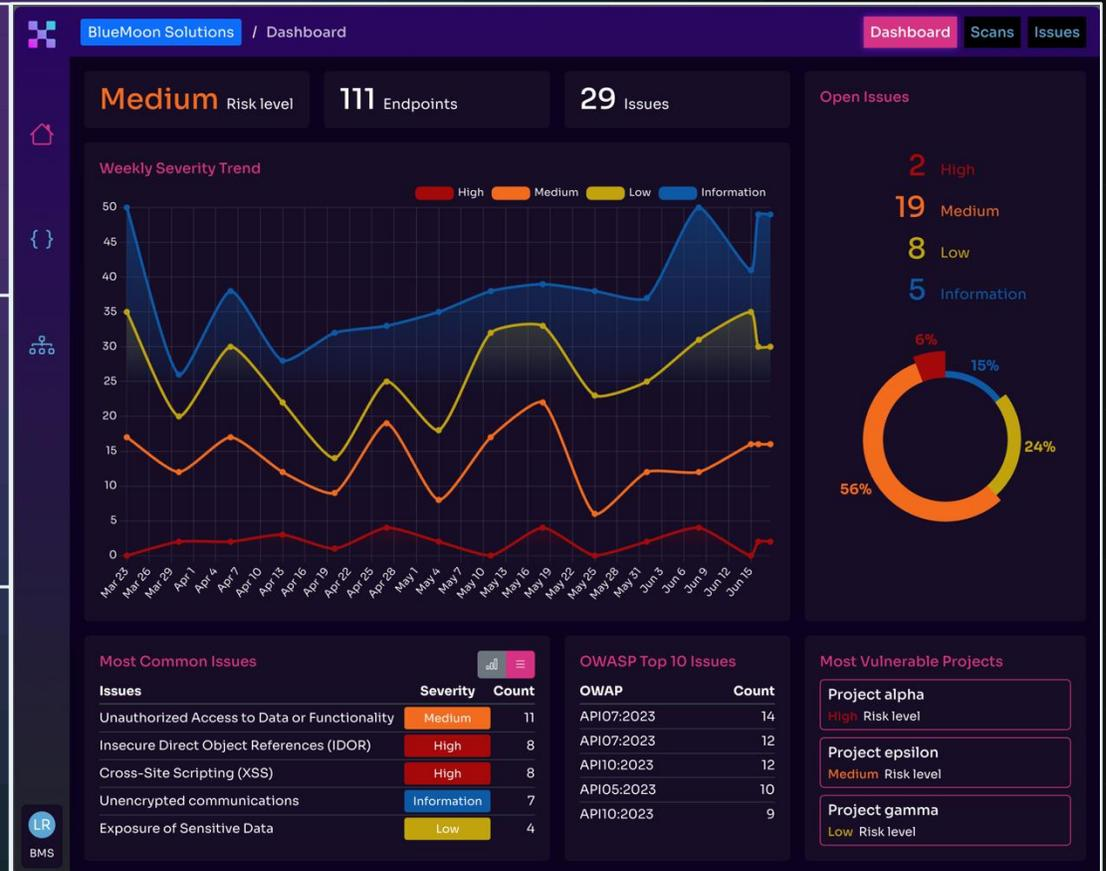 BlueMoon Solutions / Dashboard
Dashboard Scans Issues
Medium Risk level
111 Endpoints
29 Issues
Open Issues
2 High
19 Medium
8 Low
5 Information
6%
15%
24%
56%
Weekly Severity Trend
High Medium Low Information
50
45
40
35
30
25
20
15
10
5
0
Mar 23
Mar 26
Mar 29
Apr 1
Apr 4
Apr 7
Apr 10
Apr 13
Apr 16
Apr 19
Apr 22
Apr 25
Apr 28
May 1
May 4
May 7
May 10
May 13
May 16
May 19
May 22
May 25
May 28
May 31
Jun 3
Jun 6
Jun 9
Jun 12
Jun 15
Most Common Issues
Issues Severity Count
Unauthorized Access to Data or Functionality Medium 11
Insecure Direct Object References (IDOR) High 8
Cross-Site Scripting (XSS) High 8
Unencrypted communications Information 7
Exposure of Sensitive Data Low 4
OWASP Top 10 Issues
OWAP Count
API07:2023 14
API07:2023 12
API10:2023 12
API05:2023 10
API10:2023 9
Most Vulnerable Projects
Project alpha
High Risk level
Project epsilon
Medium Risk level
Project gamma
Low Risk level
LR
BMS